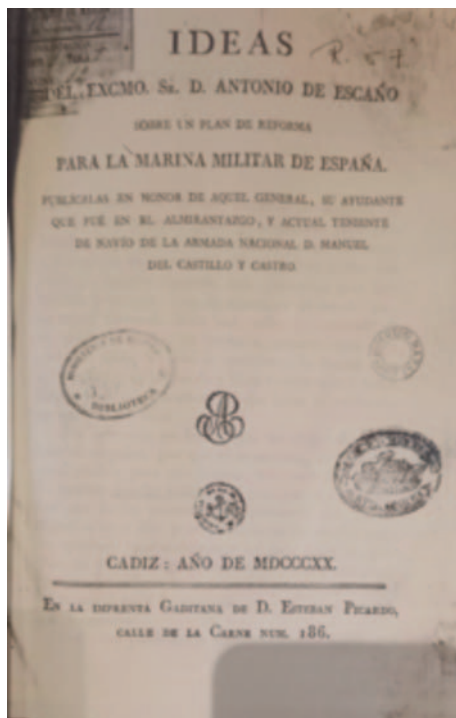 IDEAS
DEL EXCMO. SR. D. ANTONIO DE ESCAÑO
SOBRE UN PLAN DE REFORMA
PARA LA MARINA MILITAR DE ESPAÑA.
PUBLÍCALAS EN HONOR DE AQUEL GENERAL, SU AYUDANTE
QUE FUÉ EN EL ALMIRANTAZGO, Y ACTUAL TENIENTE
DE NAVÍO DE LA ARMADA NACIONAL D. MANUEL
DEL CASTILLO Y CASTRO.
BIBLIOTECA
CADIZ: AÑO DE MDCCCXX.
EN LA IMPRENTA GADITANA DE D. ESTEBAN PICARDO,
CALLE DE LA CARNE NUM. 186.